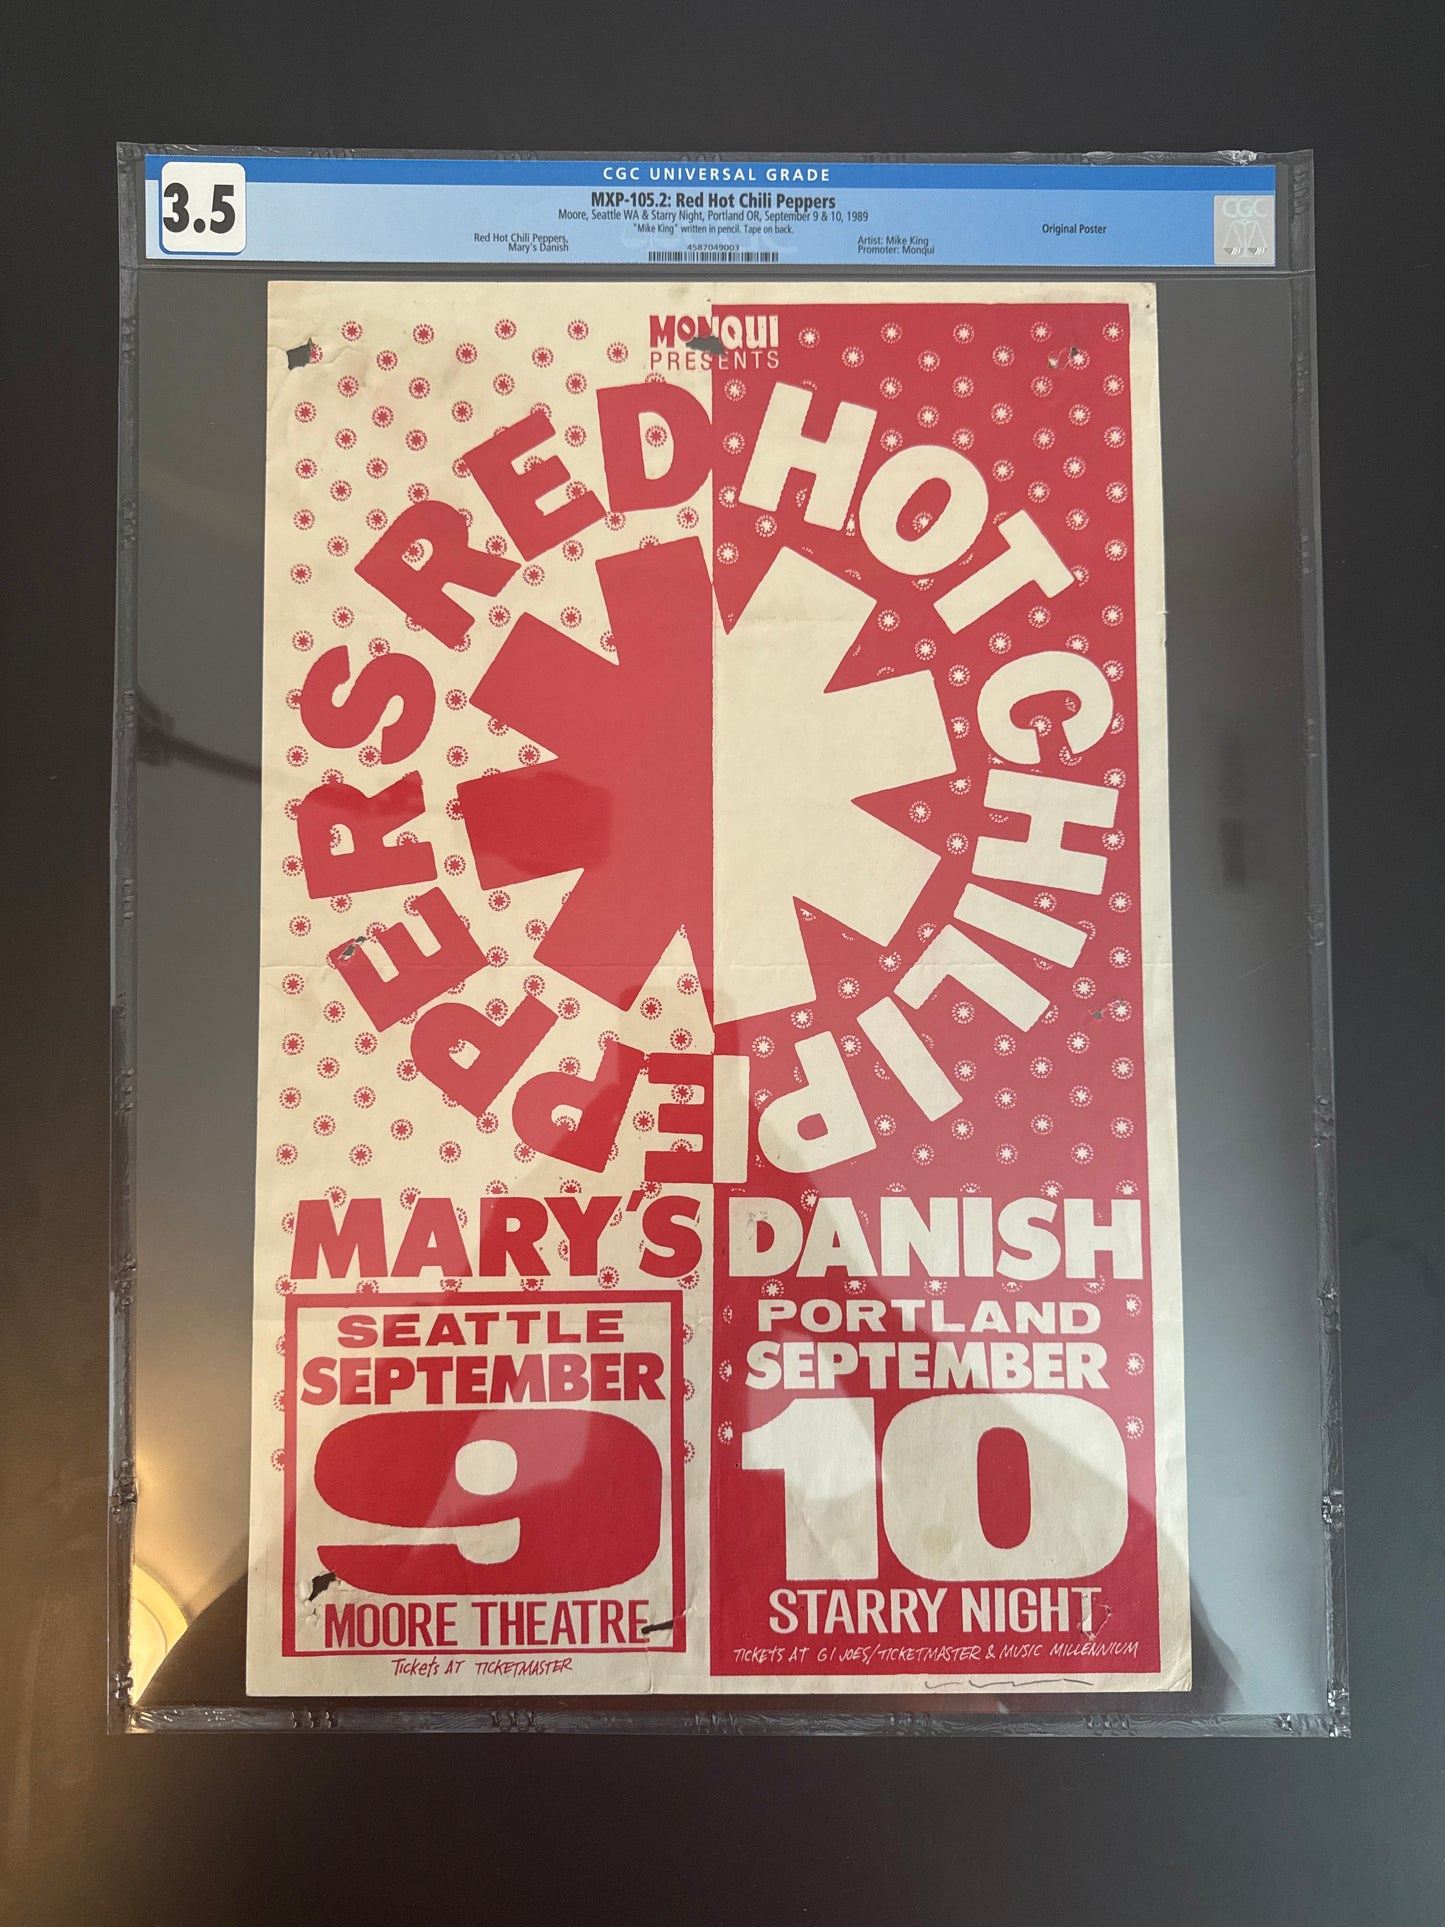 CGC UNIVERSAL GRADE
3.5
MXP-105.2: Red Hot Chili Peppers
Moore, Seattle WA & Starry Night, Portland OR, September 9 & 10, 1989
"Mike King" written in pencil. Tape on back.
Original Poster
Red Hot Chili Peppers,
Mary's Danish
Artist: Mike King
Promoter: Monqui
4587049003
CGC
MONQUI
PRESENTS
RED HOT CHILI PEPPERS
MARY'S DANISH
SEATTLE
SEPTEMBER
9
MOORE THEATRE
TICKETS AT TICKETMASTER
PORTLAND
SEPTEMBER
10
STARRY NIGHT
TICKETS AT GI JOES/TICKETMASTER & MUSIC MILLENNIUM